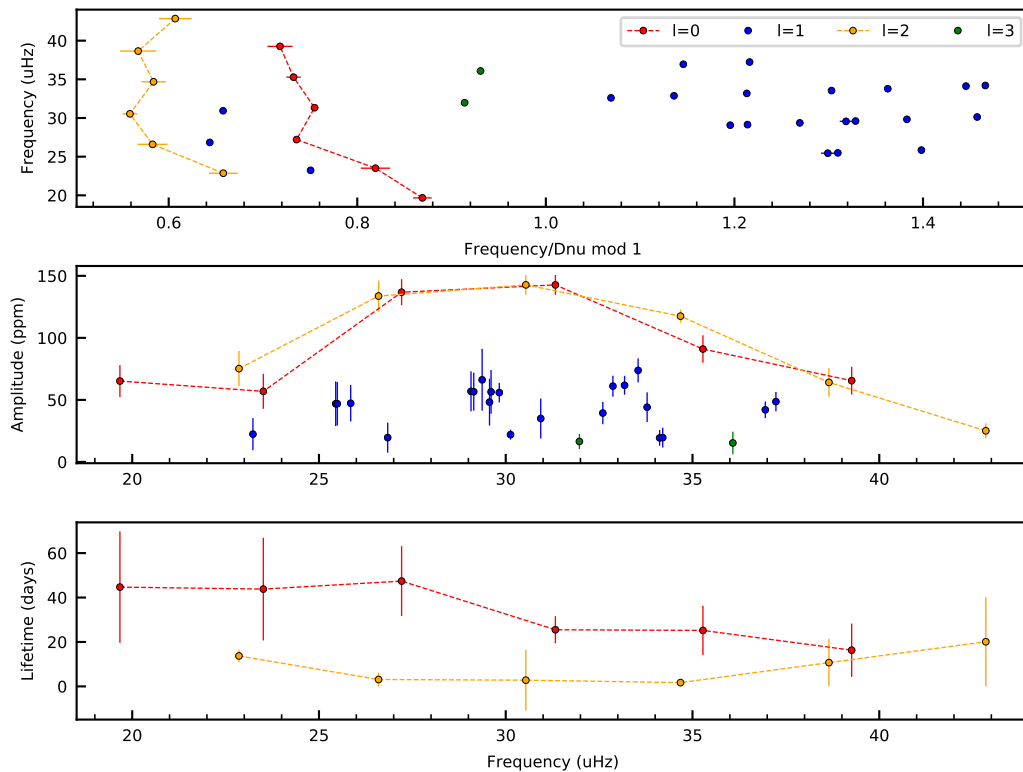 l=0 l=1 l=2 l=3
Frequency (uHz)
40
35
30
25
20
0.6 0.8 1.0 1.2 1.4
Frequency/Dnu mod 1
Amplitude (ppm)
150
100
50
0
20 25 30 35 40
Lifetime (days)
60
40
20
0
20 25 30 35 40
Frequency (uHz)